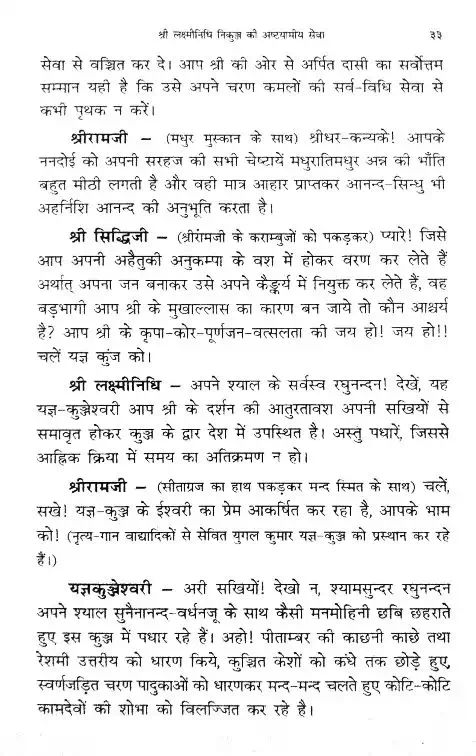 श्री लक्ष्मीनिधि निकुञ्ज की अष्टयामीय सेवा ३३
सेवा से वञ्चित कर दे। आप श्री की ओर से अर्पित दासी का सर्वोत्तम
सम्मान यही है कि उसे अपने चरण कमलों की सर्व-विधि सेवा से
कभी पृथक न करें।
श्रीरामजी – (मधुर मुस्कान के साथ) श्रीधर-कन्यके! आपके
ननदोई को अपनी सरहज की सभी चेष्टायें मधुरातिमधुर अन्न की भाँति
बहुत मीठी लगती है और वही मात्र आहार प्राप्तकर आनन्द-सिन्धु भी
अहर्निशि आनन्द की अनुभूति करता है।
श्री सिद्धिजी – (श्रीरामजी के कराम्बुजों को पकड़कर) प्यारे! जिसे
आप अपनी अहैतुकी अनुकम्पा के वश में होकर वरण कर लेते हैं
अर्थात् अपना जन बनाकर उसे अपने कैङ्कर्य में नियुक्त कर लेते हैं, वह
बड़भागी आप श्री के मुखाल्लास का कारण बन जाये तो कौन आश्चर्य
है? आप श्री के कृपा-कोर-पूर्णजन-वत्सलता की जय हो! जय हो!!
चलें यज्ञ कुंज को।
श्री लक्ष्मीनिधि – अपने श्याल के सर्वस्व रघुनन्दन! देखें, यह
यज्ञ-कुञ्जेश्वरी आप श्री के दर्शन की आतुरतावश अपनी सखियों से
समावृत होकर कुञ्ज के द्वार देश में उपस्थित है। अस्तु पधारें, जिससे
आह्निक क्रिया में समय का अतिक्रमण न हो।
श्रीरामजी – (सीताग्रज का हाथ पकड़कर मन्द स्मित के साथ) चलें,
सखे! यज्ञ-कुञ्ज के ईश्वरी का प्रेम आकर्षित कर रहा है, आपके भाम
को! (नृत्य-गान वाद्यादिकों से सेवित युगल कुमार यज्ञ-कुञ्ज को प्रस्थान कर रहे
हैं।)
यज्ञकुञ्जेश्वरी – अरी सखियों! देखो न, श्यामसुन्दर रघुनन्दन
अपने श्याल सुनैनानन्द-वर्धनजू के साथ कैसी मनमोहिनी छबि छहराते
हुए इस कुञ्ज में पधार रहे हैं। अहो! पीताम्बर की काछनी काछे तथा
रेशमी उत्तरीय को धारण किये, कुञ्चित केशों को कंधे तक छोड़े हुए,
स्वर्णजड़ित चरण पादुकाओं को धारणकर मन्द-मन्द चलते हुए कोटि-कोटि
कामदेवों की शोभा को विलज्जित कर रहे है।